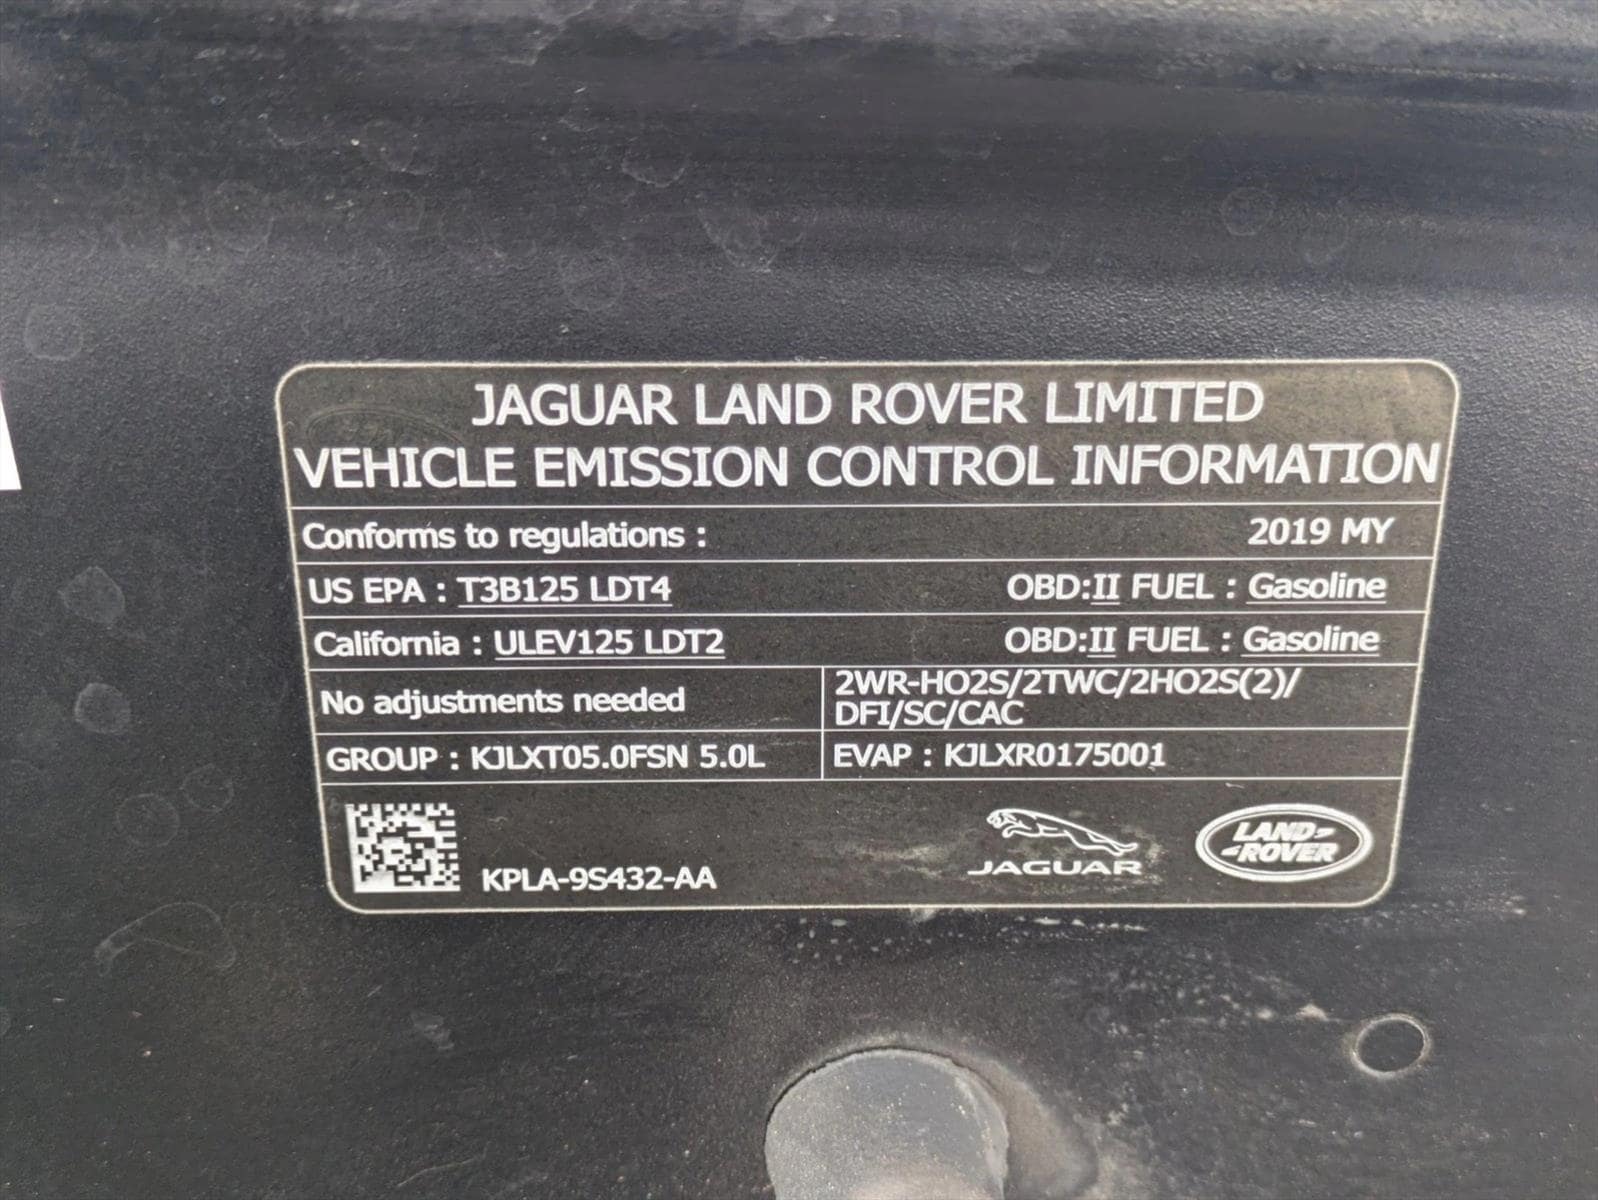 JAGUAR LAND ROVER LIMITED
VEHICLE EMISSION CONTROL INFORMATION
Conforms to regulations : 2019 MY
US EPA : T3B125 LDT4 OBD:II FUEL : Gasoline
California : ULEV125 LDT2 OBD:II FUEL : Gasoline
No adjustments needed
2WR-HO2S/2TWC/2HO2S(2)/
DFI/SC/CAC
GROUP : KJLXT05.0FSN 5.0L
EVAP : KJLXR0175001
KPLA-9S432-AA
JAGUAR
LAND-
-ROVER